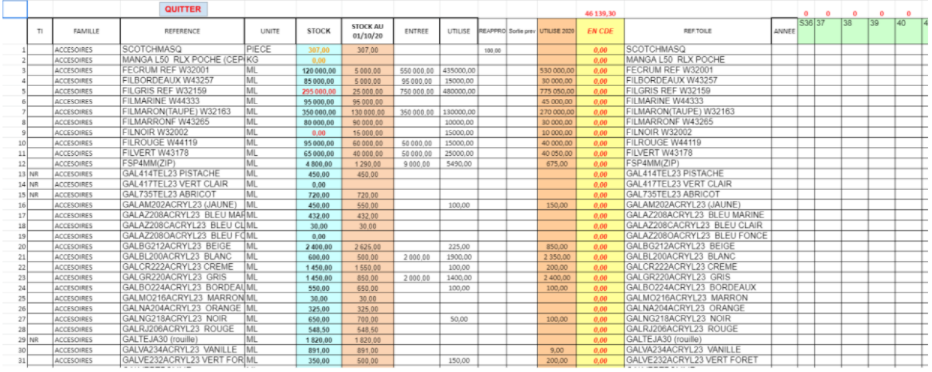 QUITTER
46 139,30 0 0 0 0 0
TI FAMILLE REFERENCE UNITE STOCK STOCK AU 01/10/20 ENTREE UTILISE REAPPRO Sortie prev UTILISE 2020 EN CDE REF TOILE ANNEE S36 37 38 39 40 4
1 ACCESOIRES SCOTCHMASQ PIECE 307,00 307,00 100,00 0,00 SCOTCHMASQ
2 ACCESOIRES MANGA L50 RLX POCHE (CEP KG 0,00 0,00 MANGA L50 RLX POCHE
3 ACCESOIRES FECRUM REF W32001 ML 120 000,00 5 000,00 550 000,00 435000,00 530 000,00 0,00 FECRUM REF W32001
4 ACCESOIRES FILBORDEAUX W43257 ML 85 000,00 5 000,00 95 000,00 15000,00 30 000,00 0,00 FILBORDEAUX W43257
5 ACCESOIRES FILGRIS REF W32159 ML 295 000,00 25 000,00 750 000,00 480000,00 775 050,00 0,00 FILGRIS REF W32159
6 ACCESOIRES FILMARINE W44333 ML 95 000,00 95 000,00 45 000,00 0,00 FILMARINE W44333
7 ACCESOIRES FILMARON(TAUPE) W32163 ML 350 000,00 130 000,00 350 000,00 130000,00 270 000,00 0,00 FILMARON(TAUPE) W32163
8 ACCESOIRES FILMARRONF W43265 ML 80 000,00 90 000,00 10000,00 30 000,00 0,00 FILMARRONF W43265
9 ACCESOIRES FILNOIR W32002 ML 0,00 15 000,00 15000,00 10 000,00 0,00 FILNOIR W32002
10 ACCESOIRES FILROUGE W44119 ML 95 000,00 60 000,00 50 000,00 15000,00 40 000,00 0,00 FILROUGE W44119
11 ACCESOIRES FILVERT W43178 ML 65 000,00 40 000,00 50 000,00 25000,00 40 050,00 0,00 FILVERT W43178
12 ACCESOIRES FSP4MM(ZIP) ML 4 800,00 1 290,00 9 000,00 5490,00 675,00 0,00 FSP4MM(ZIP)
13 NR ACCESOIRES GAL414TEL23 PISTACHE ML 450,00 450,00 0,00 GAL414TEL23 PISTACHE
14 NR ACCESOIRES GAL417TEL23 VERT CLAIR ML 0,00 0,00 GAL417TEL23 VERT CLAIR
15 NR ACCESOIRES GAL735TEL23 ABRICOT ML 720,00 720,00 0,00 GAL735TEL23 ABRICOT
16 ACCESOIRES GALAM202ACRYL23 (JAUNE) ML 450,00 550,00 100,00 150,00 0,00 GALAM202ACRYL23 (JAUNE)
17 ACCESOIRES GALAZ208ACRYL23 BLEU MAR ML 432,00 432,00 0,00 GALAZ208ACRYL23 BLEU MARINE
18 ACCESOIRES GALAZ208CACRYL23 BLEU CL ML 30,00 30,00 0,00 GALAZ208CACRYL23 BLEU CLAIR
19 ACCESOIRES GALAZ208OACRYL23 BLEU FO ML 0,00 0,00 GALAZ208OACRYL23 BLEU FONCE
20 ACCESOIRES GALBG212ACRYL23 BEIGE ML 2 400,00 2 625,00 225,00 850,00 0,00 GALBG212ACRYL23 BEIGE
21 ACCESOIRES GALBL200ACRYL23 BLANC ML 600,00 500,00 2 000,00 1900,00 2 350,00 0,00 GALBL200ACRYL23 BLANC
22 ACCESOIRES GALCR222ACRYL23 CREME ML 1 450,00 1 550,00 100,00 200,00 0,00 GALCR222ACRYL23 CREME
23 ACCESOIRES GALGR220ACRYL23 GRIS ML 1 450,00 850,00 2 000,00 1400,00 2 400,00 0,00 GALGR220ACRYL23 GRIS
24 ACCESOIRES GALBO224ACRYL23 BORDEAU ML 550,00 650,00 100,00 100,00 0,00 GALBO224ACRYL23 BORDEAUX
25 ACCESOIRES GALMO216ACRYL23 MARRON ML 30,00 30,00 0,00 GALMO216ACRYL23 MARRON
26 ACCESOIRES GALNA204ACRYL23 ORANGE ML 325,00 325,00 0,00 GALNA204ACRYL23 ORANGE
27 ACCESOIRES GALNG218ACRYL23 NOIR ML 650,00 700,00 50,00 100,00 0,00 GALNG218ACRYL23 NOIR
28 ACCESOIRES GALRJ206ACRYL23 ROUGE ML 548,50 548,50 0,00 GALRJ206ACRYL23 ROUGE
29 NR ACCESOIRES GALTEJA30 (rouille) ML 1 820,00 1 820,00 0,00 GALTEJA30 (rouille)
30 ACCESOIRES GALVA234ACRYL23 VANILLE ML 891,00 891,00 9,00 0,00 GALVA234ACRYL23 VANILLE
31 ACCESOIRES GALVE232ACRYL23 VERT FOR ML 350,00 500,00 150,00 200,00 0,00 GALVE232ACRYL23 VERT FORET